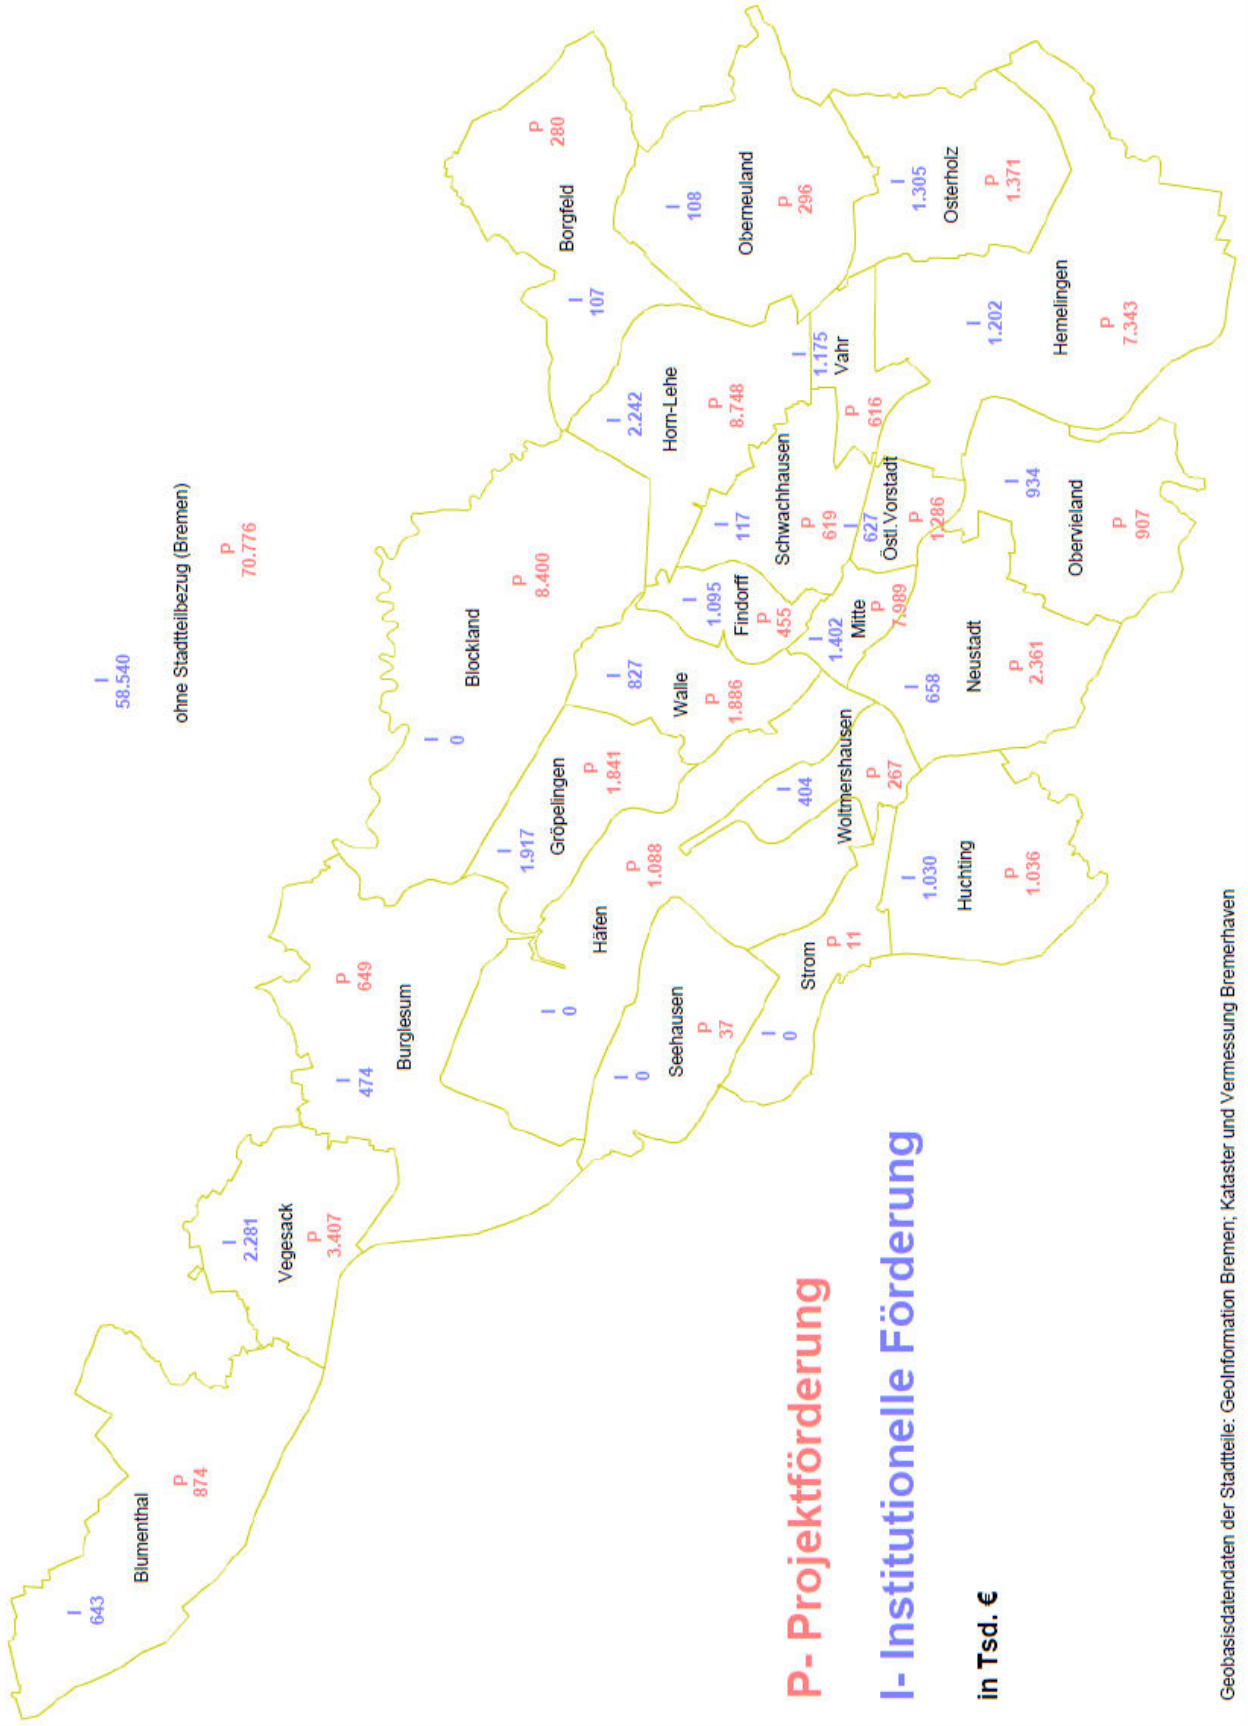 I
58.540
ohne Stadtteilbezug (Bremen)
P
70.776
I
643
Blumenthal
P
874
I
2.281
Vegesack
P
3.407
I
474
P
649
Burglesum
I
0
Blockland
P
8.400
I
107
Borgfeld
P
280
I
2.242
Horn-Lehe
P
8.748
I
108
Oberneuland
P
296
I
1.917
Gröpelingen
P
1.841
I
0
Häfen
P
1.088
I
827
Walle
P
1.886
I
1.095
Findorff
P
455
I
117
Schwachhausen
P
619
I
1.175
Vahr
P
616
I
1.305
Osterholz
P
1.371
I
0
Seehausen
P
37
I
0
Strom
P
11
I
404
Woltmershausen
P
267
I
1.402
Mitte
P
7.989
I
627
Östl.Vorstadt
P
1.286
I
1.202
Hemelingen
P
7.343
I
1.030
Huchting
P
1.036
I
658
Neustadt
P
2.361
I
934
Obervieland
P
907
P- Projektförderung
I- Institutionelle Förderung
in Tsd. €
Geobasisdatendaten der Stadtteile: GeoInformation Bremen; Kataster und Vermessung Bremerhaven